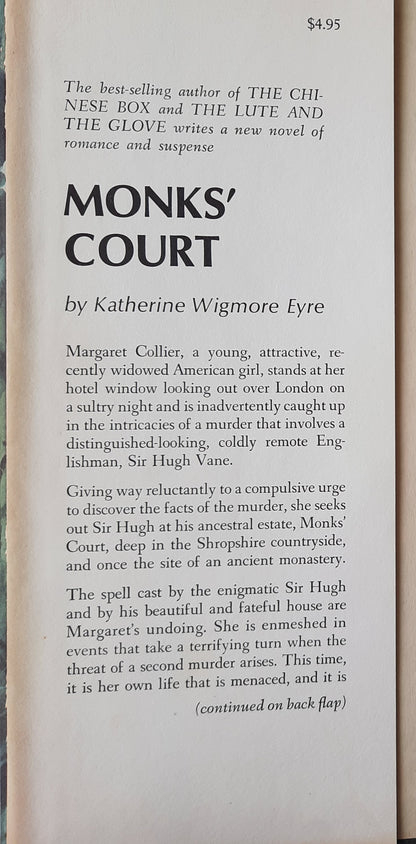 $4.95
The best-selling author of THE CHI-
NESE BOX and THE LUTE AND
THE GLOVE writes a new novel of
romance and suspense
MONKS'
COURT
by Katherine Wigmore Eyre
Margaret Collier, a young, attractive, re-
cently widowed American girl, stands at her
hotel window looking out over London on
a sultry night and is inadvertently caught up
in the intricacies of a murder that involves a
distinguished-looking, coldly remote Eng-
lishman, Sir Hugh Vane.
Giving way reluctantly to a compulsive urge
to discover the facts of the murder, she seeks
out Sir Hugh at his ancestral estate, Monks'
Court, deep in the Shropshire countryside,
and once the site of an ancient monastery.
The spell cast by the enigmatic Sir Hugh
and by his beautiful and fateful house are
Margaret's undoing. She is enmeshed in
events that take a terrifying turn when the
threat of a second murder arises. This time,
it is her own life that is menaced, and it is
(continued on back flap)